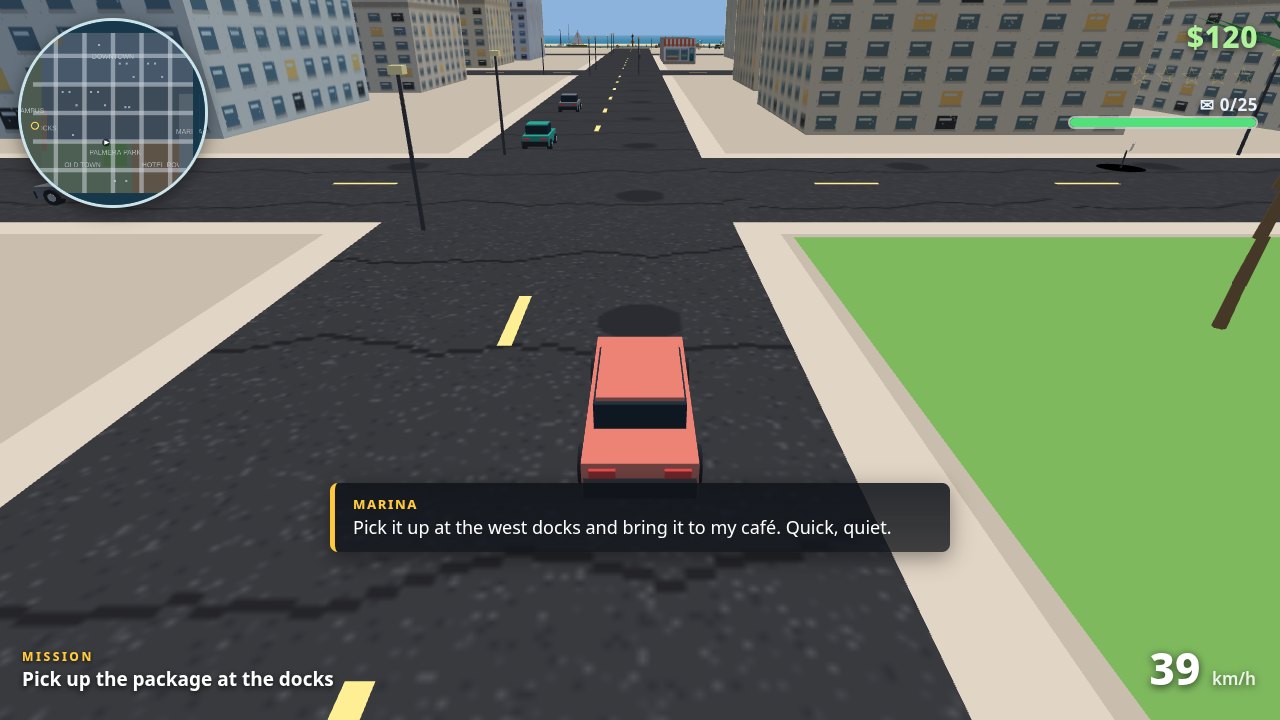 DOWNTOWN
PALMERA PARK
OLD TOWN
$120
✉ 0/25
MARINA
Pick it up at the west docks and bring it to my café. Quick, quiet.
MISSION
Pick up the package at the docks
39 km/h